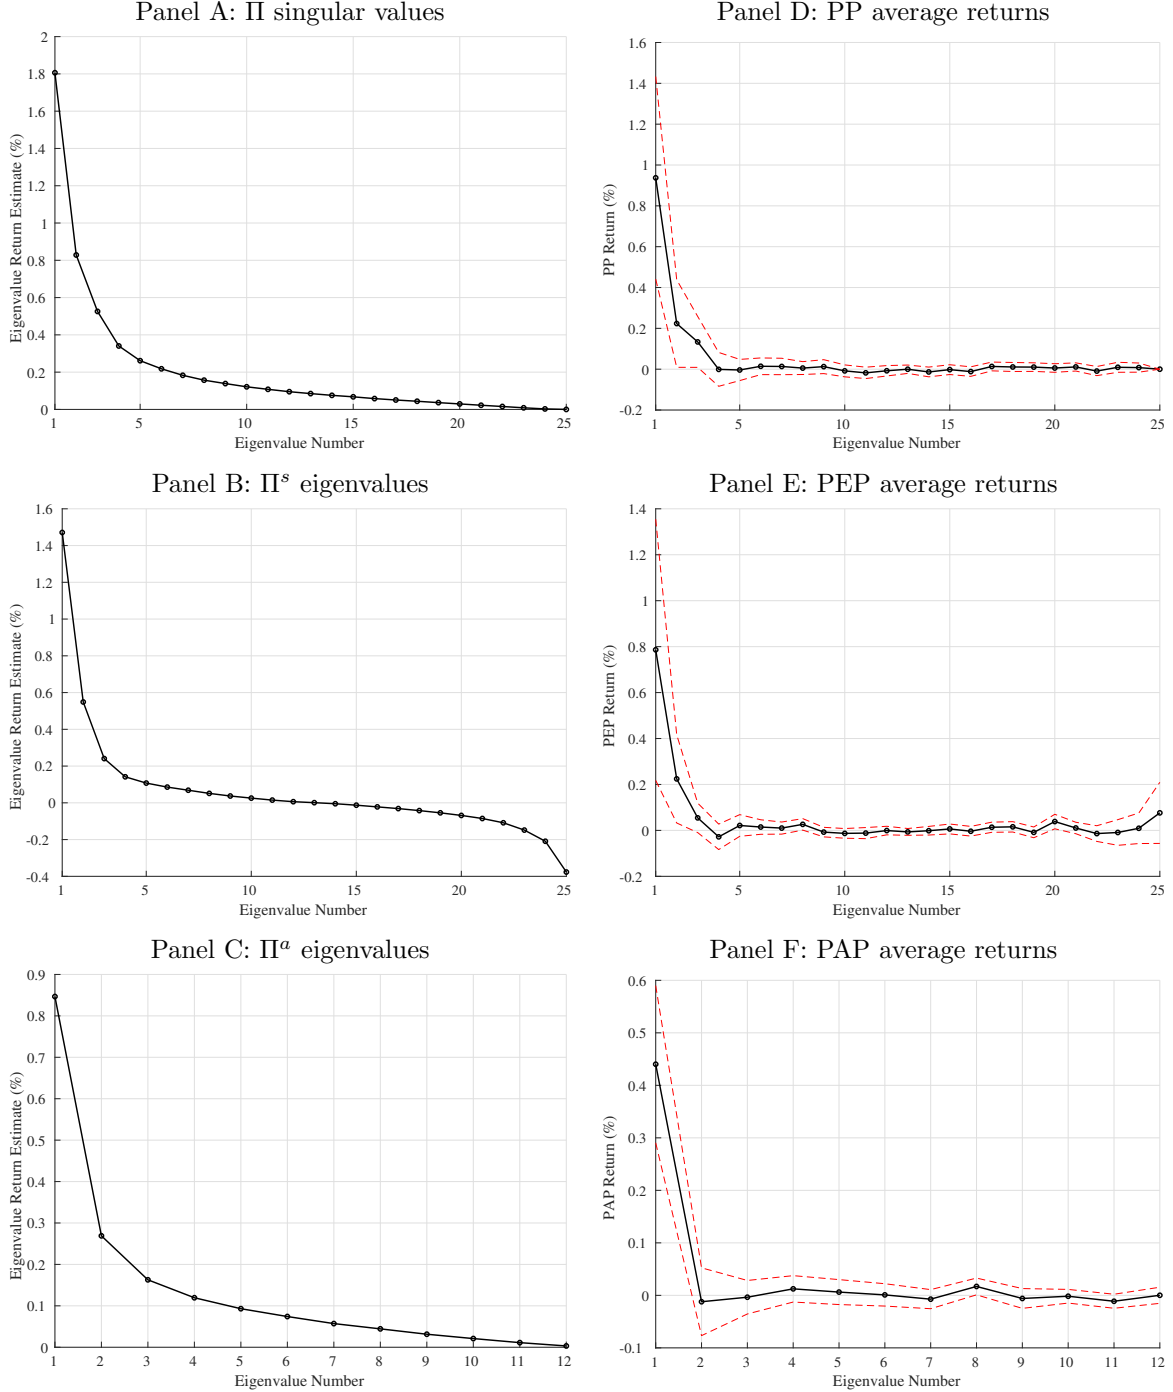 Panel A: Π singular values
2
1.8
1.6
1.4
1.2
1
0.8
0.6
0.4
0.2
0
1 5 10 15 20 25
Eigenvalue Number
Eigenvalue Return Estimate (%)
Panel D: PP average returns
1.6
1.4
1.2
1
0.8
0.6
0.4
0.2
0
-0.2
1 5 10 15 20 25
Eigenvalue Number
PP Return (%)
Panel B: Πˢ eigenvalues
1.6
1.4
1.2
1
0.8
0.6
0.4
0.2
0
-0.2
-0.4
1 5 10 15 20 25
Eigenvalue Number
Eigenvalue Return Estimate (%)
Panel E: PEP average returns
1.4
1.2
1
0.8
0.6
0.4
0.2
0
-0.2
1 5 10 15 20 25
Eigenvalue Number
PEP Return (%)
Panel C: Πᵃ eigenvalues
0.9
0.8
0.7
0.6
0.5
0.4
0.3
0.2
0.1
0
1 2 3 4 5 6 7 8 9 10 11 12
Eigenvalue Number
Eigenvalue Return Estimate (%)
Panel F: PAP average returns
0.6
0.5
0.4
0.3
0.2
0.1
0
-0.1
1 2 3 4 5 6 7 8 9 10 11 12
Eigenvalue Number
PAP Return (%)